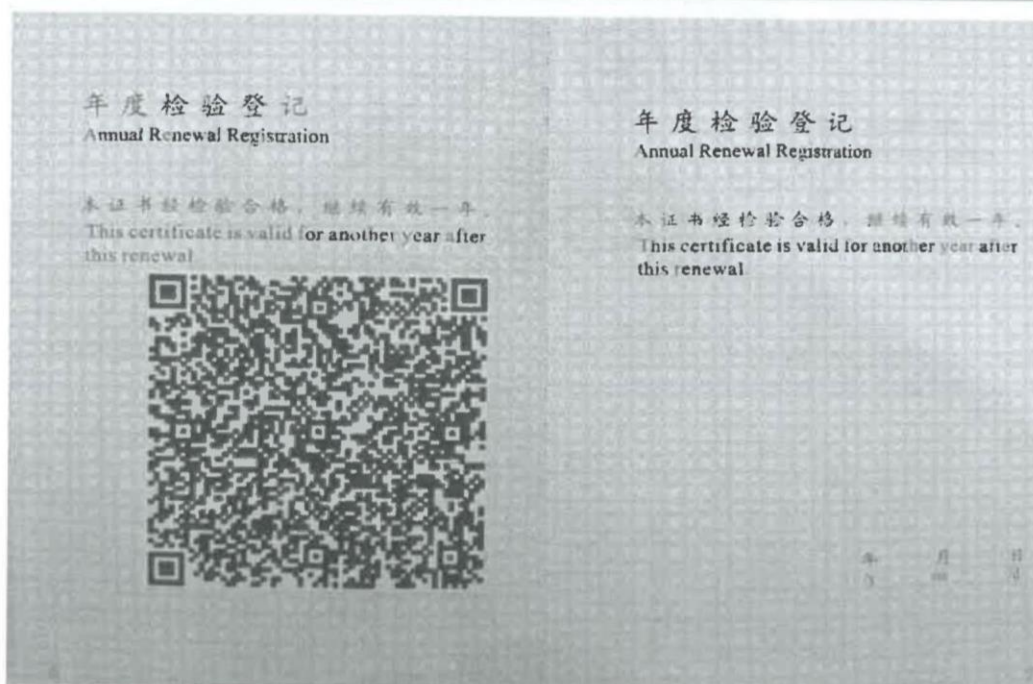 年度检验登记
Annual Renewal Registration
本证书经检验合格，继续有效一年。
This certificate is valid for another year after
this renewal
年度检验登记
Annual Renewal Registration
本证书经检验合格，继续有效一年。
This certificate is valid for another year after
this renewal
年 月 日
/y /m /d